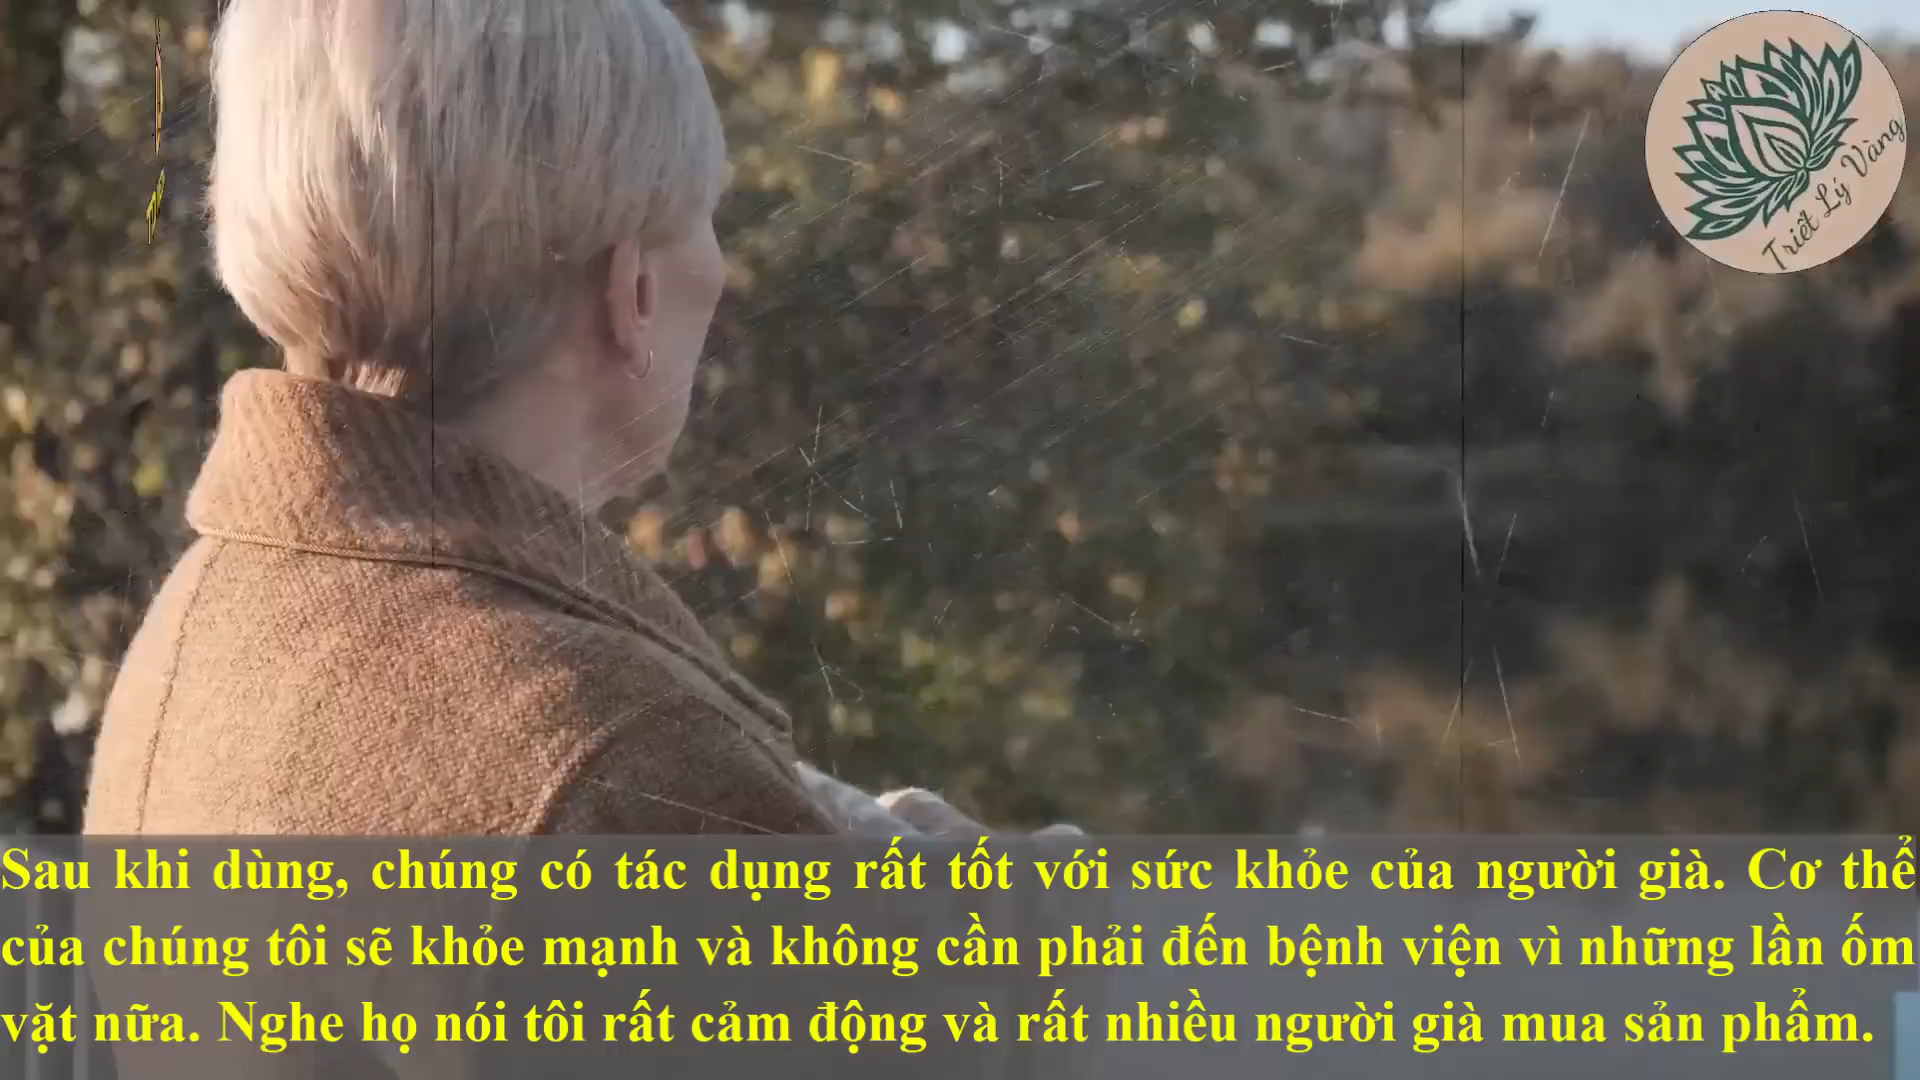 Triết Lý Vàng
Sau khi dùng, chúng có tác dụng rất tốt với sức khỏe của người già. Cơ thể
của chúng tôi sẽ khỏe mạnh và không cần phải đến bệnh viện vì những lần ốm
vặt nữa. Nghe họ nói tôi rất cảm động và rất nhiều người già mua sản phẩm.